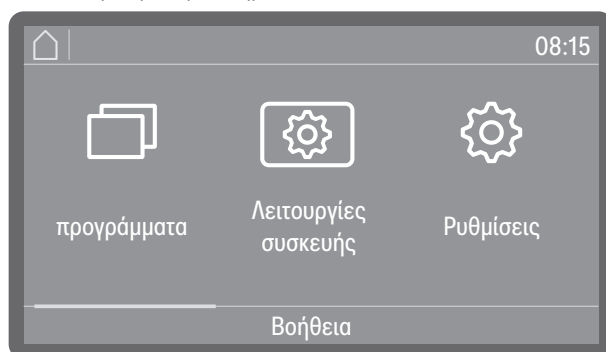 08:15
προγράμματα
Λειτουργίες
συσκευής
Ρυθμίσεις
Βοήθεια